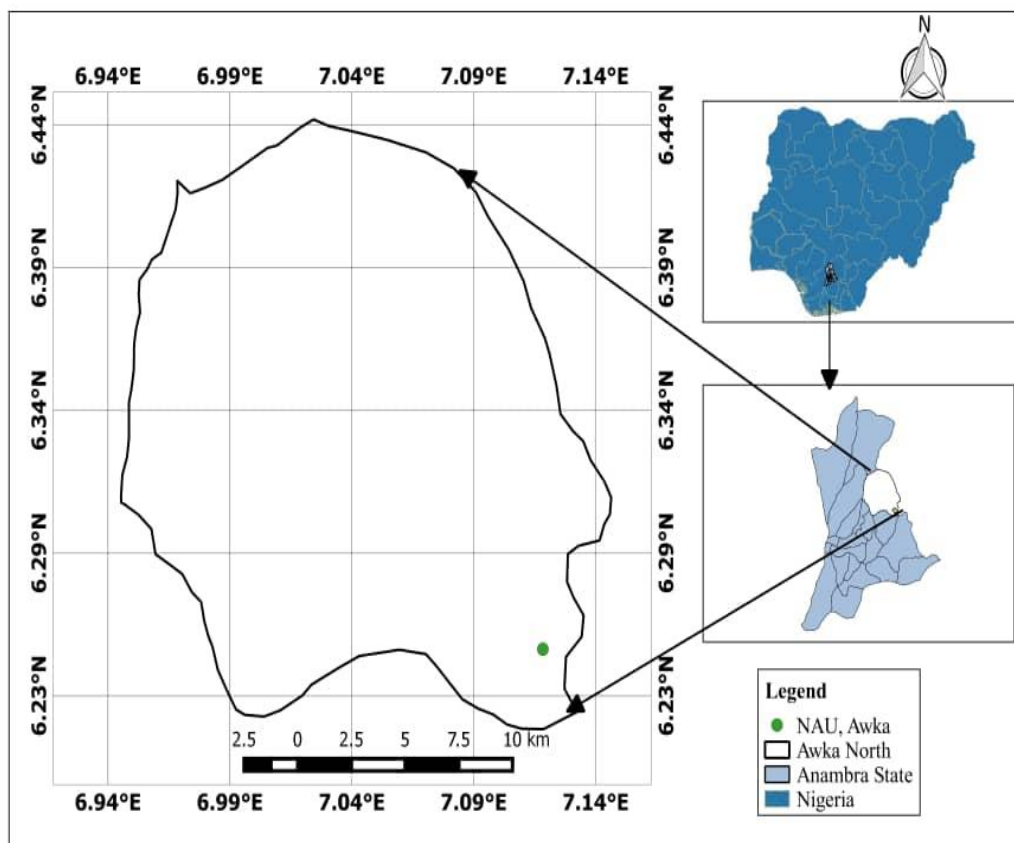 N
6.94°E 6.99°E 7.04°E 7.09°E 7.14°E
6.44°N
6.39°N
6.34°N
6.29°N
6.23°N
6.44°N
6.39°N
6.34°N
6.29°N
6.23°N
2.5 0 2.5 5 7.5 10 km
6.94°E 6.99°E 7.04°E 7.09°E 7.14°E
Legend
NAU, Awka
Awka North
Anambra State
Nigeria